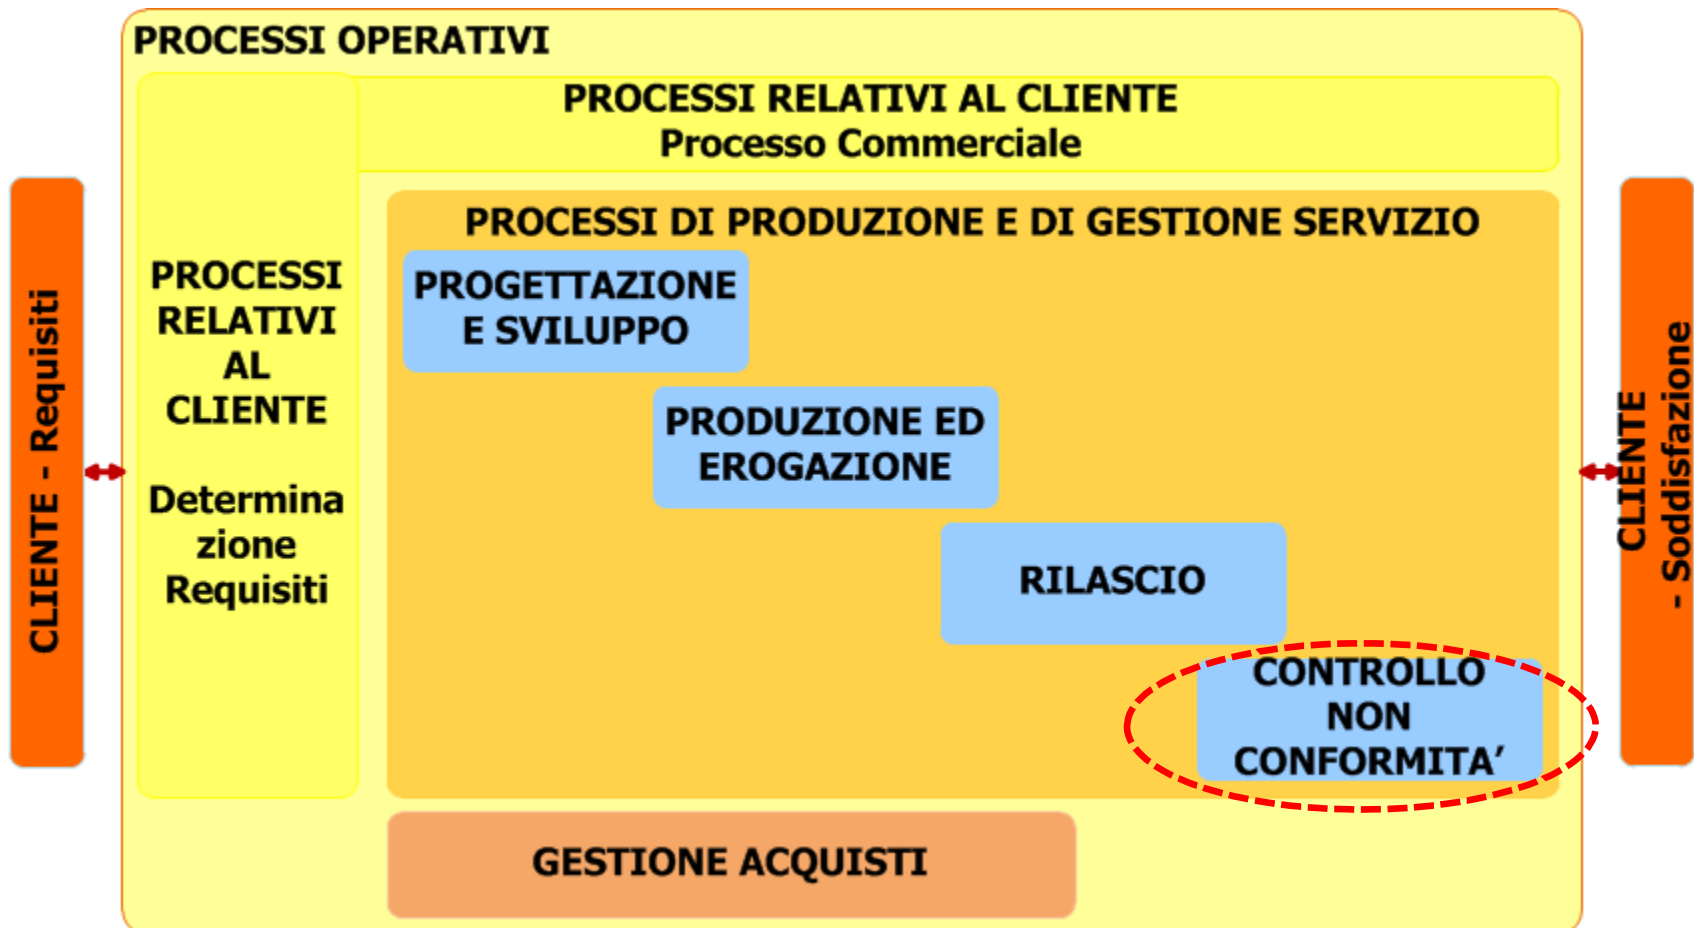 PROCESSI OPERATIVI
PROCESSI RELATIVI AL CLIENTE
Processo Commerciale
CLIENTE - Requisiti
PROCESSI
RELATIVI
AL
CLIENTE
Determina
zione
Requisiti
PROCESSI DI PRODUZIONE E DI GESTIONE SERVIZIO
PROGETTAZIONE
E SVILUPPO
PRODUZIONE ED
EROGAZIONE
RILASCIO
CONTROLLO
NON
CONFORMITA’
GESTIONE ACQUISTI
CLIENTE
- Soddisfazione